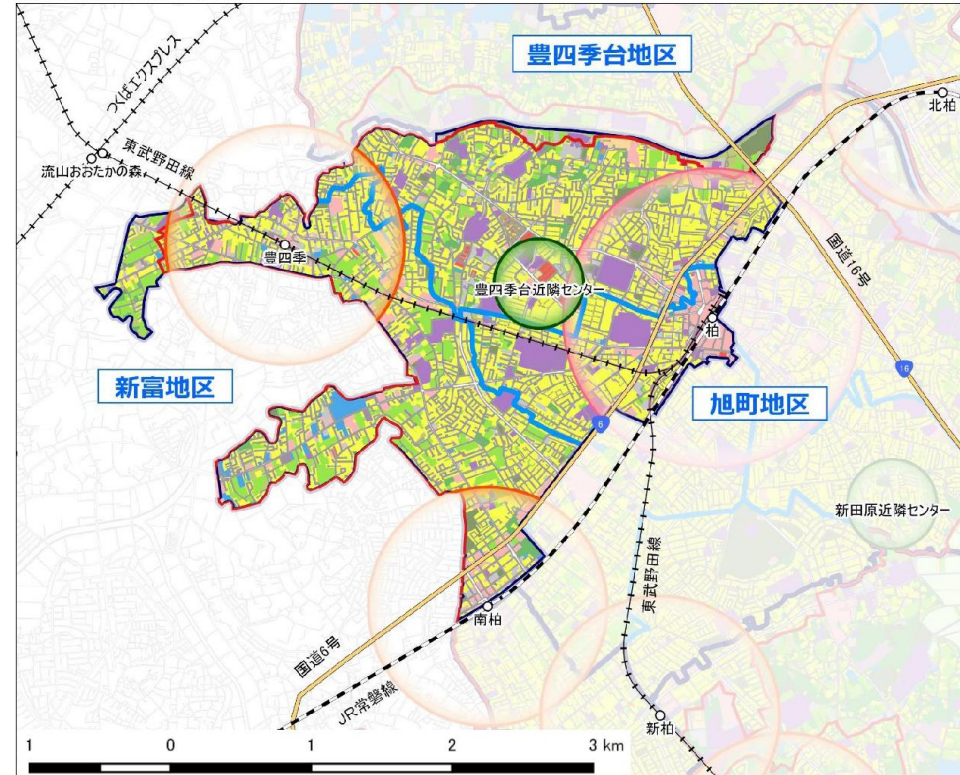 豊四季台地区
つくばエクスプレス
北柏
東武野田線
流山おおたかの森
豊四季
国道16号
豊四季台近隣センター
柏
16
新富地区
旭町地区
6
新田原近隣センター
東武野田線
南柏
国道6号
JR常磐線
新柏
1 0 1 2 3 km